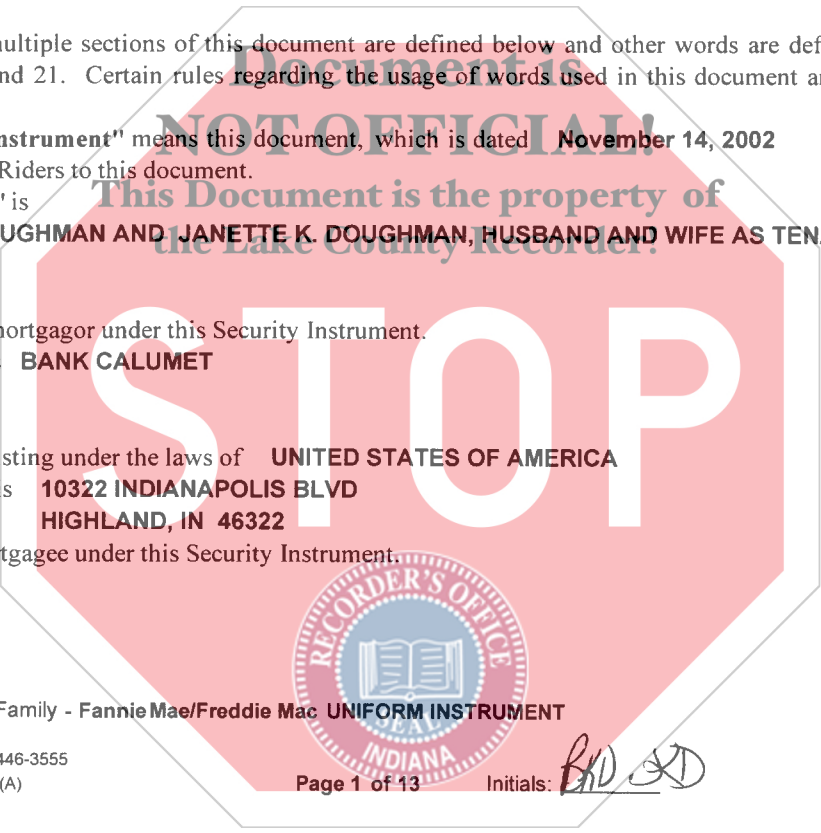 multiple sections of this document are defined below and other words are def
nd 21. Certain rules regarding the usage of words used in this document a
Document is
NOT OFFICIAL!
nstrument" means this document, which is dated November 14, 2002
Riders to this document.
This Document is the property of
' is
the Lake County Recorder!
UGHMAN AND JANETTE K. DOUGHMAN, HUSBAND AND WIFE AS TEN
STOP
mortgagor under this Security Instrument.
BANK CALUMET
sting under the laws of UNITED STATES OF AMERICA
s 10322 INDIANAPOLIS BLVD
HIGHLAND, IN 46322
tgagee under this Security Instrument.
RECORDER'S OFFICE
SEAL
INDIANA
Family - Fannie Mae/Freddie Mac UNIFORM INSTRUMENT
446-3555
(A)
Page 1 of 13 Initials: BKD JKD